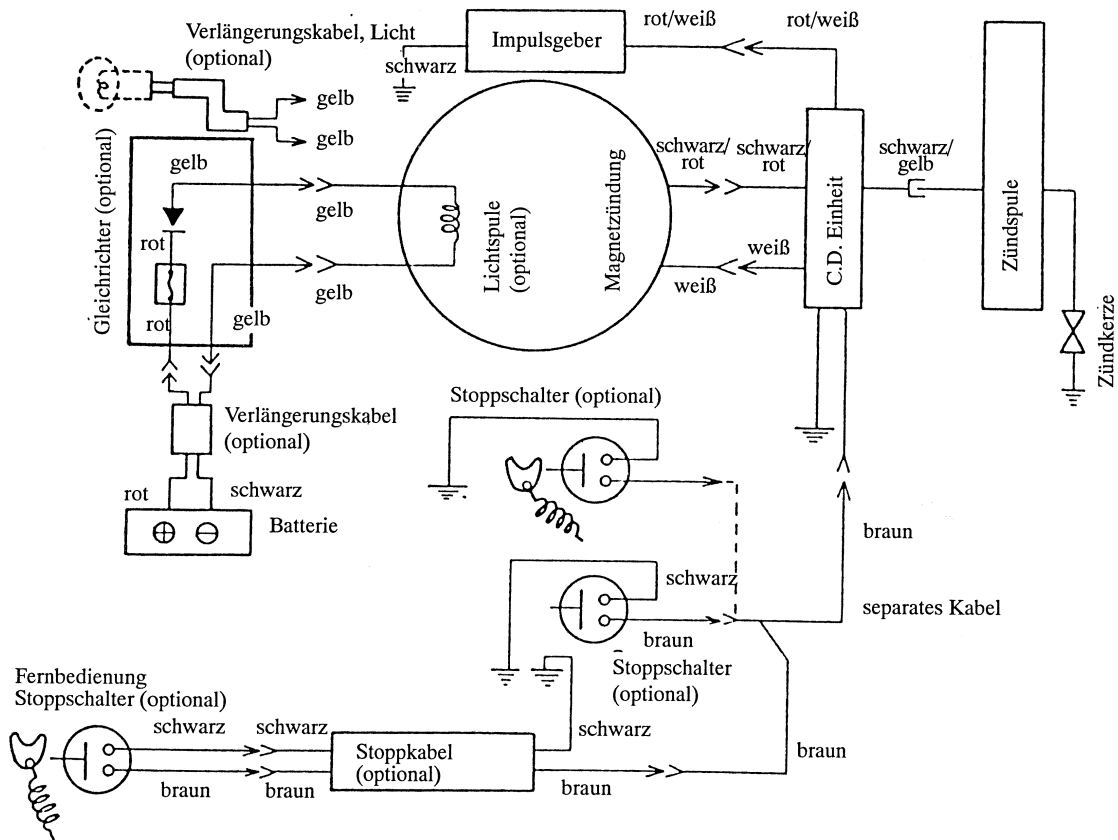 Verlängerungskabel, Licht
(optional)
gelb
gelb
Impulsgeber
schwarz
rot/weiß
rot/weiß
Gleichrichter (optional)
gelb
rot
rot
gelb
gelb
gelb
Lichtspule
(optional)
Magnetzündung
schwarz/
rot
schwarz/
rot
weiß
weiß
C.D. Einheit
schwarz/
gelb
Zündspule
Zündkerze
Verlängerungskabel
(optional)
rot
schwarz
Batterie
Stoppschalter (optional)
schwarz
braun
Stoppschalter
(optional)
braun
separates Kabel
Fernbedienung
Stoppschalter (optional)
schwarz
schwarz
braun
braun
Stoppkabel
(optional)
schwarz
braun
braun